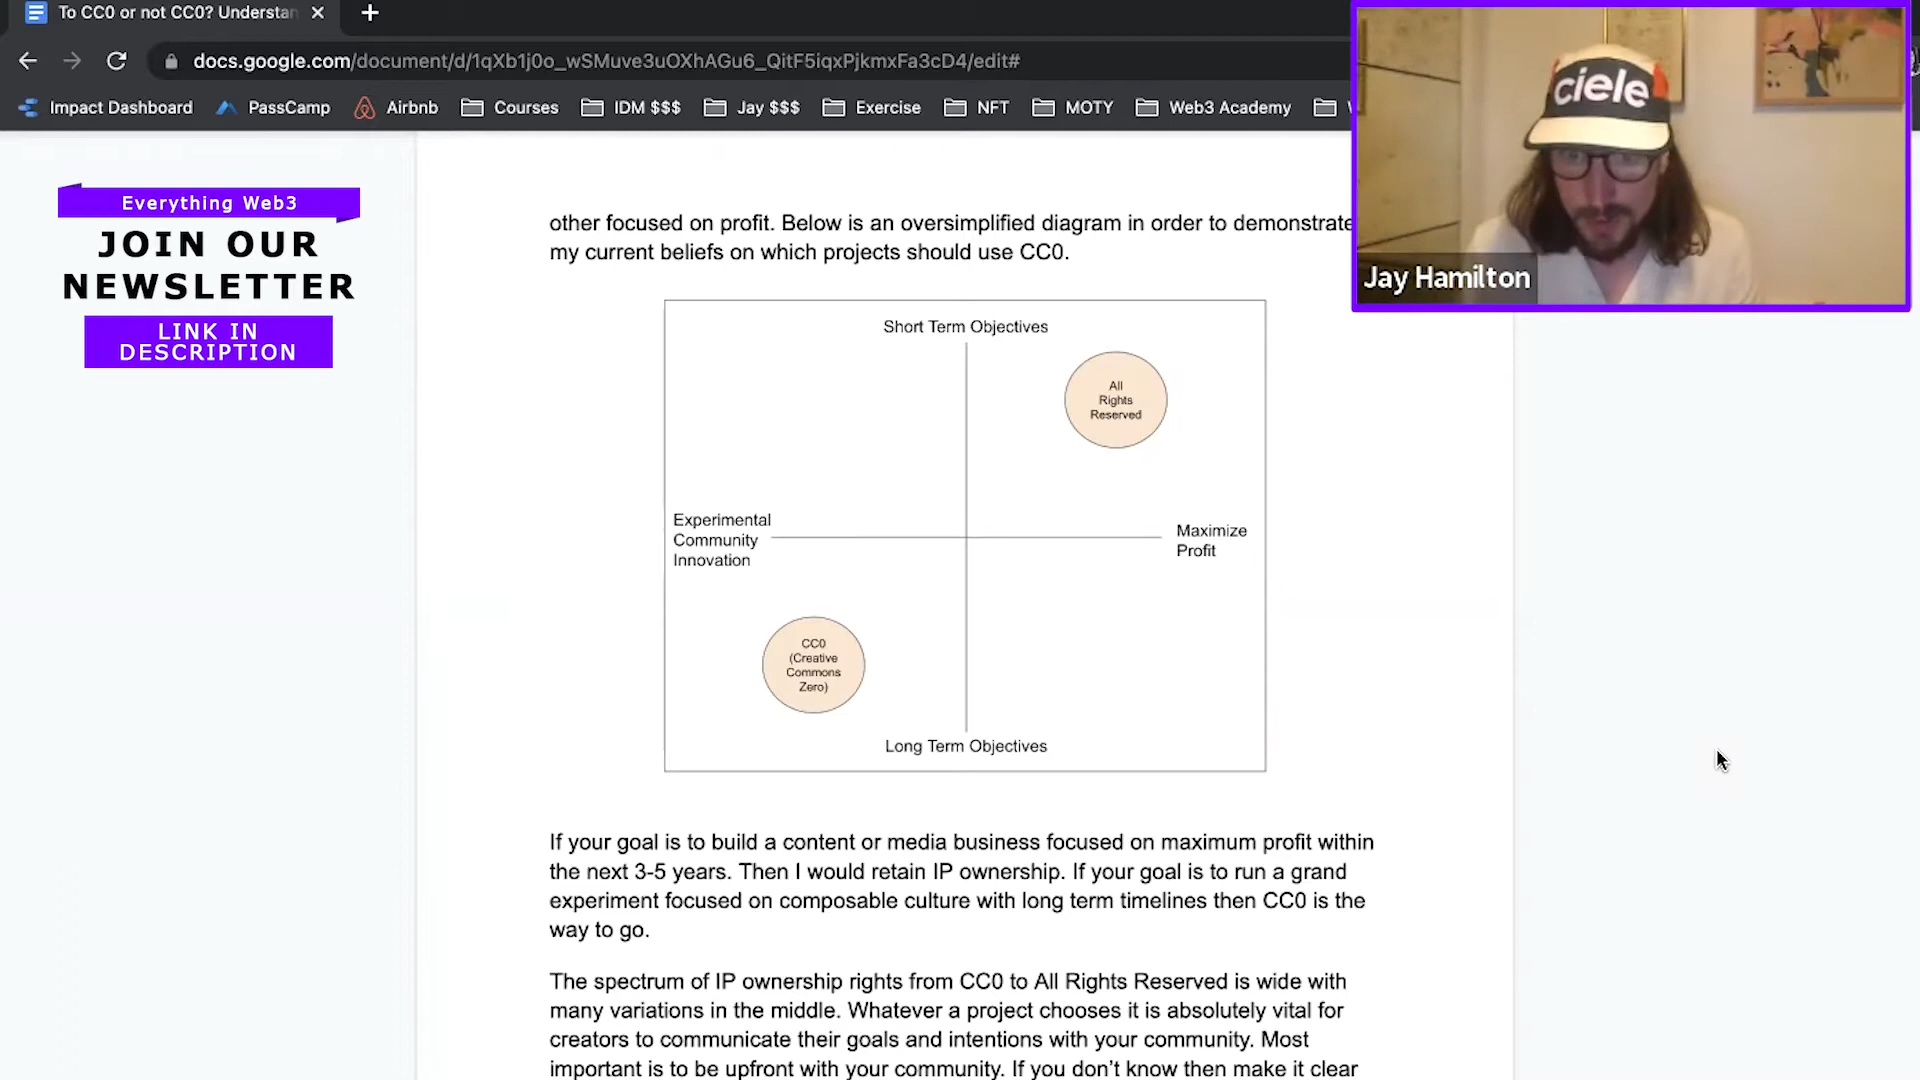 To CC0 or not CC0? Understan
docs.google.com/document/d/1qXb1j0o_wSMuve3uOXhAGu6_QitF5iqxPjkmxFa3cD4/edit#
Impact Dashboard PassCamp Airbnb Courses IDM $$$ Jay $$$ Exercise NFT MOTY Web3 Academy
ciele
Jay Hamilton
Everything Web3
JOIN OUR
NEWSLETTER
LINK IN
DESCRIPTION
other focused on profit. Below is an oversimplified diagram in order to demonstrate
my current beliefs on which projects should use CC0.
Short Term Objectives
All
Rights
Reserved
Experimental
Community
Innovation
Maximize
Profit
CC0
(Creative
Commons
Zero)
Long Term Objectives
If your goal is to build a content or media business focused on maximum profit within
the next 3-5 years. Then I would retain IP ownership. If your goal is to run a grand
experiment focused on composable culture with long term timelines then CC0 is the
way to go.
The spectrum of IP ownership rights from CC0 to All Rights Reserved is wide with
many variations in the middle. Whatever a project chooses it is absolutely vital for
creators to communicate their goals and intentions with your community. Most
important is to be upfront with your community. If you don't know then make it clear